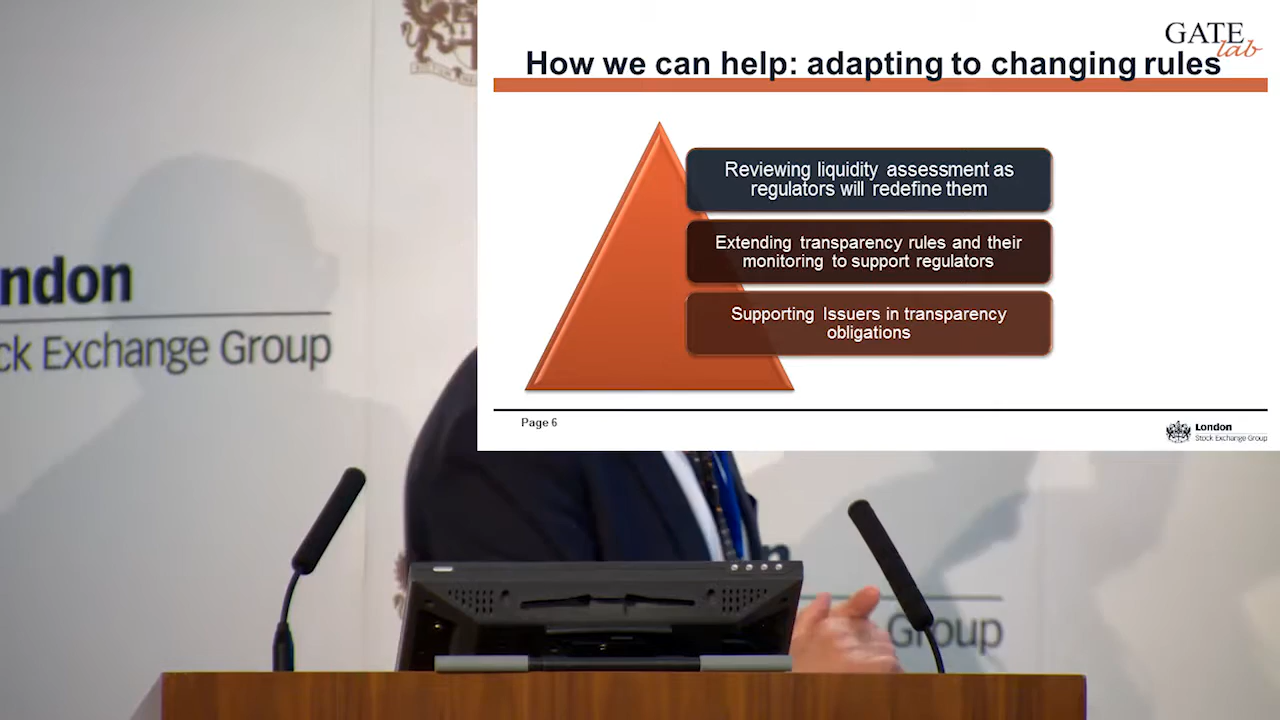 GATE
lab
How we can help: adapting to changing rules
Reviewing liquidity assessment as
regulators will redefine them
Extending transparency rules and their
monitoring to support regulators
Supporting Issuers in transparency
obligations
Page 6
London
Stock Exchange Group
ndon
ck Exchange Group
n
Group